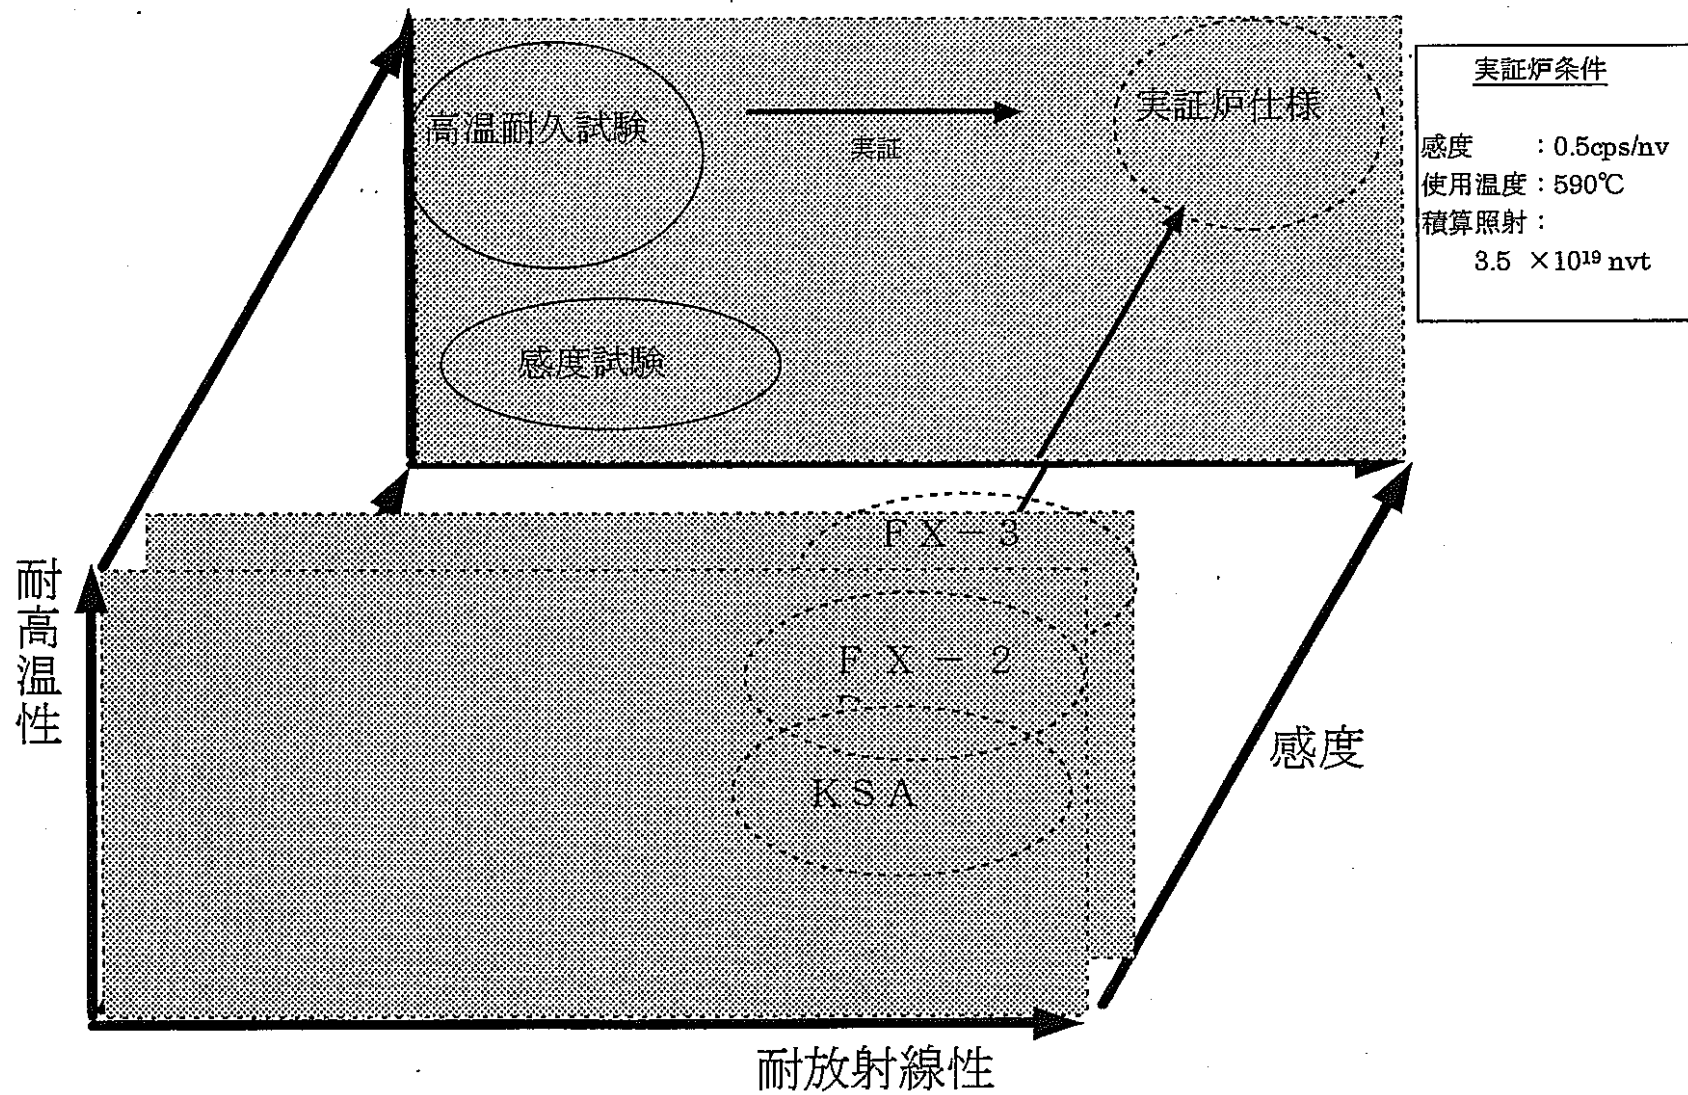 高温耐久試験
実証
実証炉仕様
実証炉条件
感度 : 0.5cps/nv
使用温度 : 590℃
積算照射 :
3.5 ×10¹⁹ nvt
感度試験
FX-3
FX-2
KSA
耐高温性
感度
耐放射線性